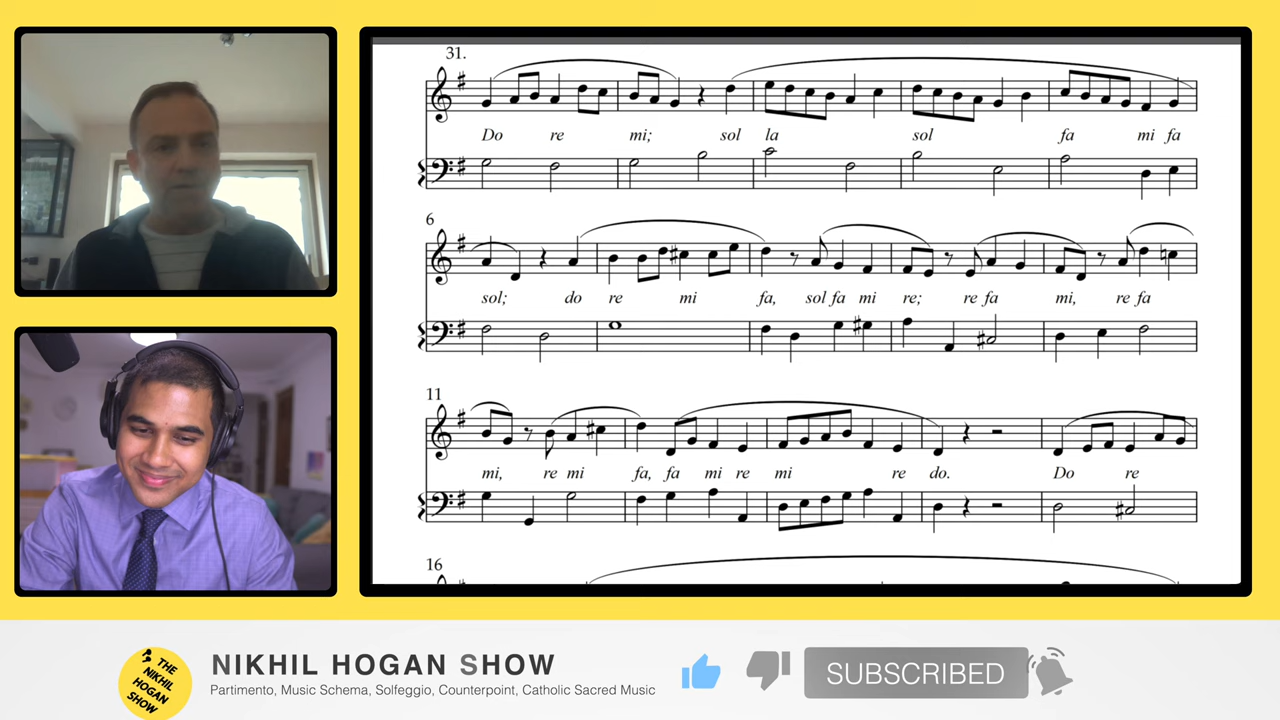 31.
Do re mi; sol la sol fa mi fa
6
sol; do re mi fa, sol fa mi re; re fa mi, re fa
11
mi, re mi fa, fa mi re mi re do. Do re
16
THE
NIKHIL
HOGAN
SHOW
NIKHIL HOGAN SHOW
Partimento, Music Schema, Solfeggio, Counterpoint, Catholic Sacred Music
SUBSCRIBED